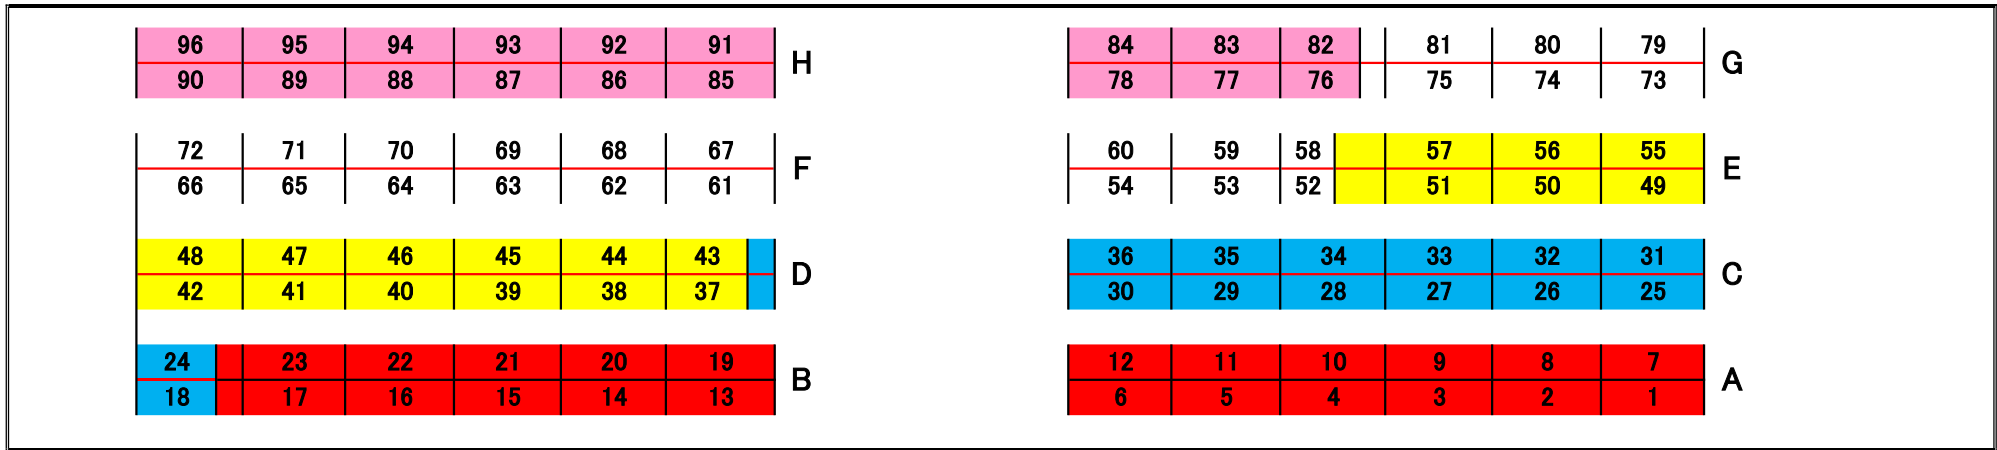 96 95 94 93 92 91
90 89 88 87 86 85
H
84 83 82 81 80 79
78 77 76 75 74 73
G
72 71 70 69 68 67
66 65 64 63 62 61
F
60 59 58 57 56 55
54 53 52 51 50 49
E
48 47 46 45 44 43
42 41 40 39 38 37
D
36 35 34 33 32 31
30 29 28 27 26 25
C
24 23 22 21 20 19
18 17 16 15 14 13
B
12 11 10 9 8 7
6 5 4 3 2 1
A